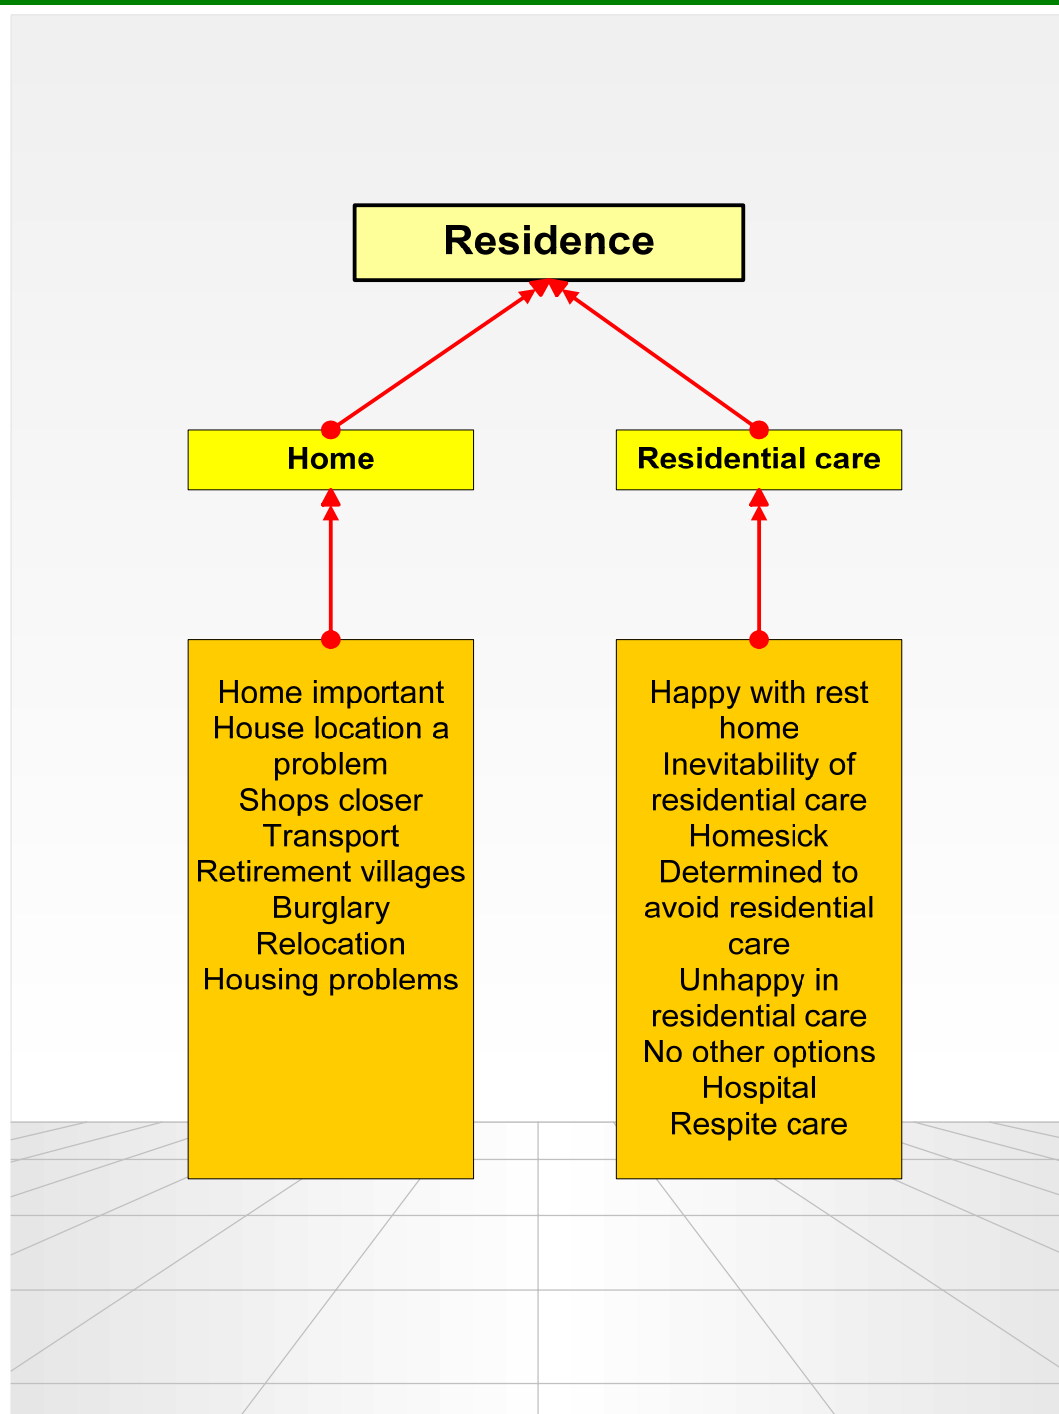 Residence
Home
Residential care
Home important
House location a
problem
Shops closer
Transport
Retirement villages
Burglary
Relocation
Housing problems
Happy with rest
home
Inevitability of
residential care
Homesick
Determined to
avoid residential
care
Unhappy in
residential care
No other options
Hospital
Respite care